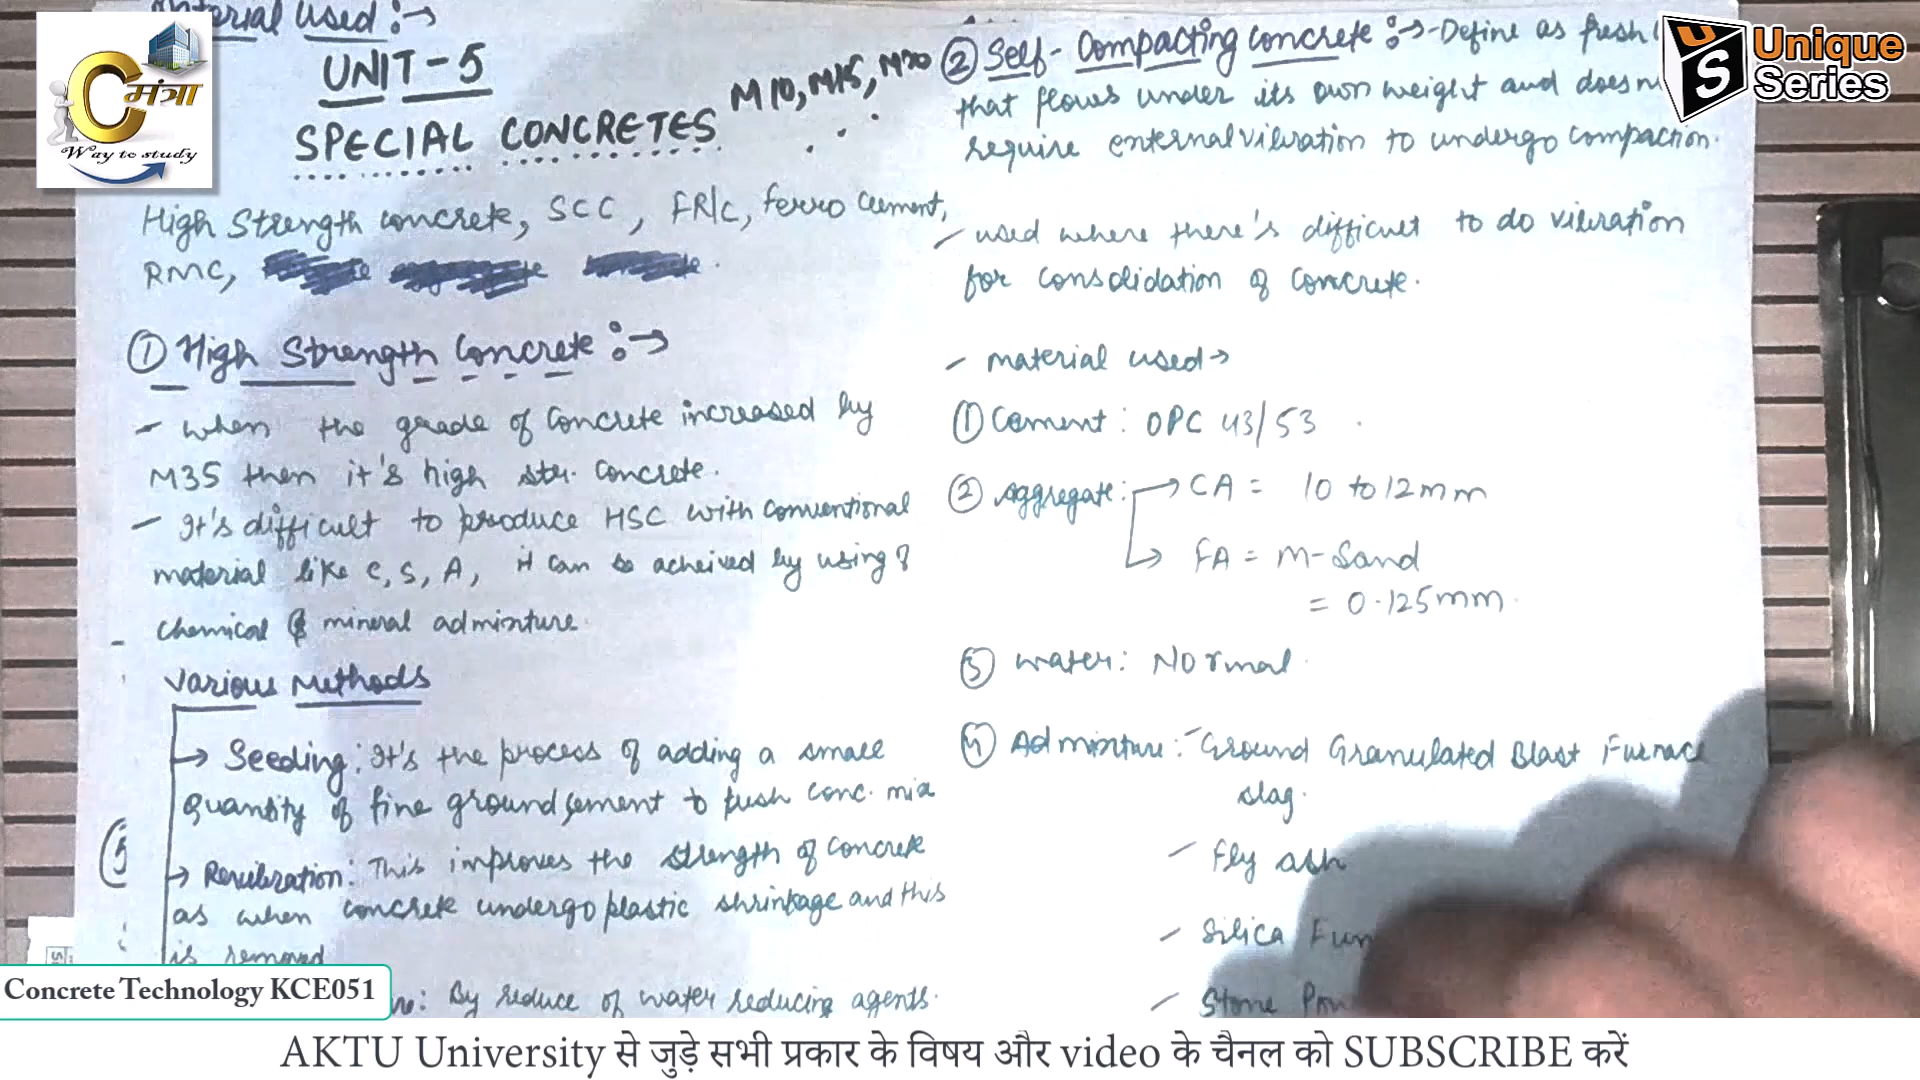 Material Used :→
UNIT-5
SPECIAL CONCRETES
M10, M15, M20
High Strength concrete, SCC, FR/C, ferro Cement,
RMC,
① High Strength Concrete :→
- When the grade of Concrete increased by
M35 then it's high str. Concrete.
- It's difficult to produce HSC with conventional
material like C, S, A, it can be acheived by using
chemical & mineral admixture.
Various Methods
→ Seeding: It's the process of adding a small
quantity of fine ground cement to fresh conc. mix
→ Revibration: This improves the strength of concrete
as when concrete undergo plastic shrinkage and this
is removed
By reduce of water reducing agents.
② Self-Compacting concrete :→ -Define as fresh
that flows under its own weight and does
require external vibration to undergo compaction.
- used where there's difficult to do vibration
for consolidation of concrete.
- material used→
① Cement: OPC 43/53
② Aggregate: → CA = 10 to 12mm
→ FA = M-Sand
= 0.125mm.
③ water: Normal.
④ Admixture: - Ground Granulated Blast Furnac
slag.
- Fly ash
- Silica
- Stone
C मंत्रा
Way to study
US Unique
Series
Concrete Technology KCE051
AKTU University से जुड़े सभी प्रकार के विषय और video के चैनल को SUBSCRIBE करें